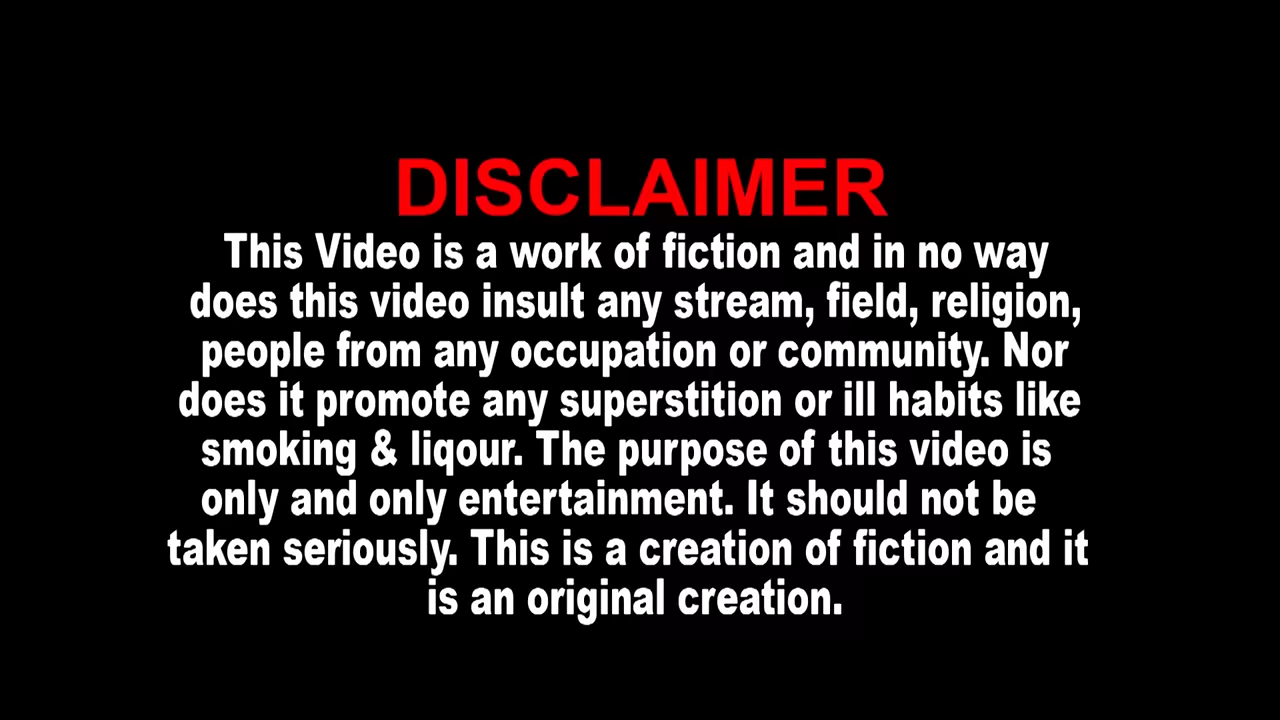 DISCLAIMER
This Video is a work of fiction and in no way
does this video insult any stream, field, religion,
people from any occupation or community. Nor
does it promote any superstition or ill habits like
smoking & liqour. The purpose of this video is
only and only entertainment. It should not be
taken seriously. This is a creation of fiction and it
is an original creation.